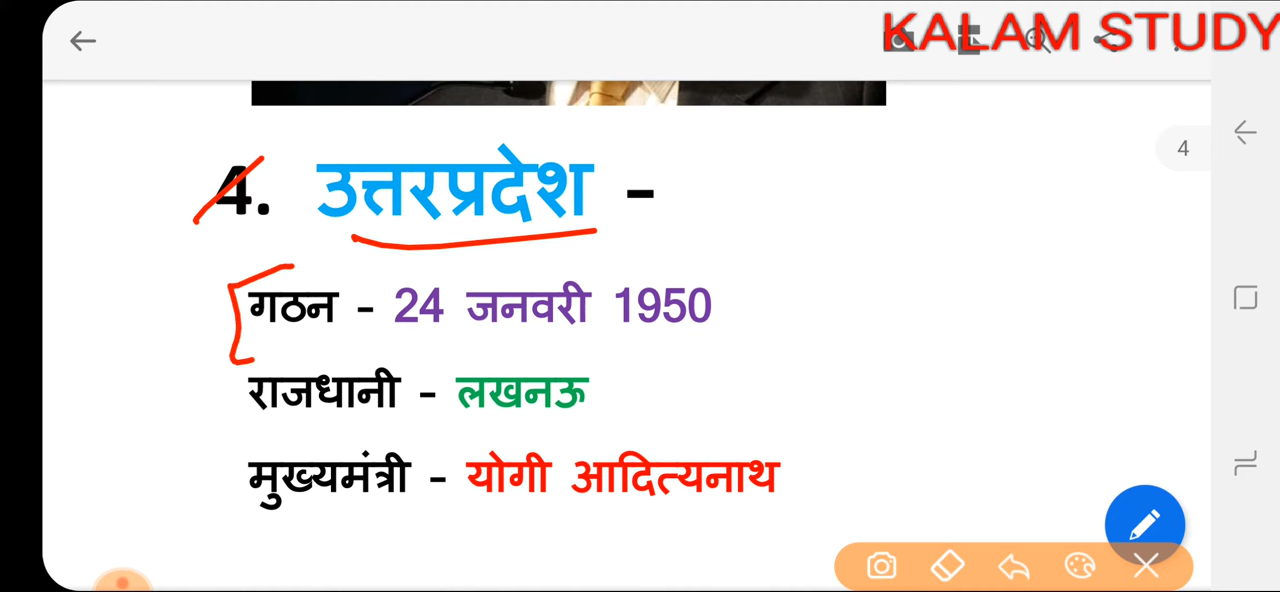 KALAM STUDY
4
4. उत्तरप्रदेश -
गठन - 24 जनवरी 1950
राजधानी - लखनऊ
मुख्यमंत्री - योगी आदित्यनाथ